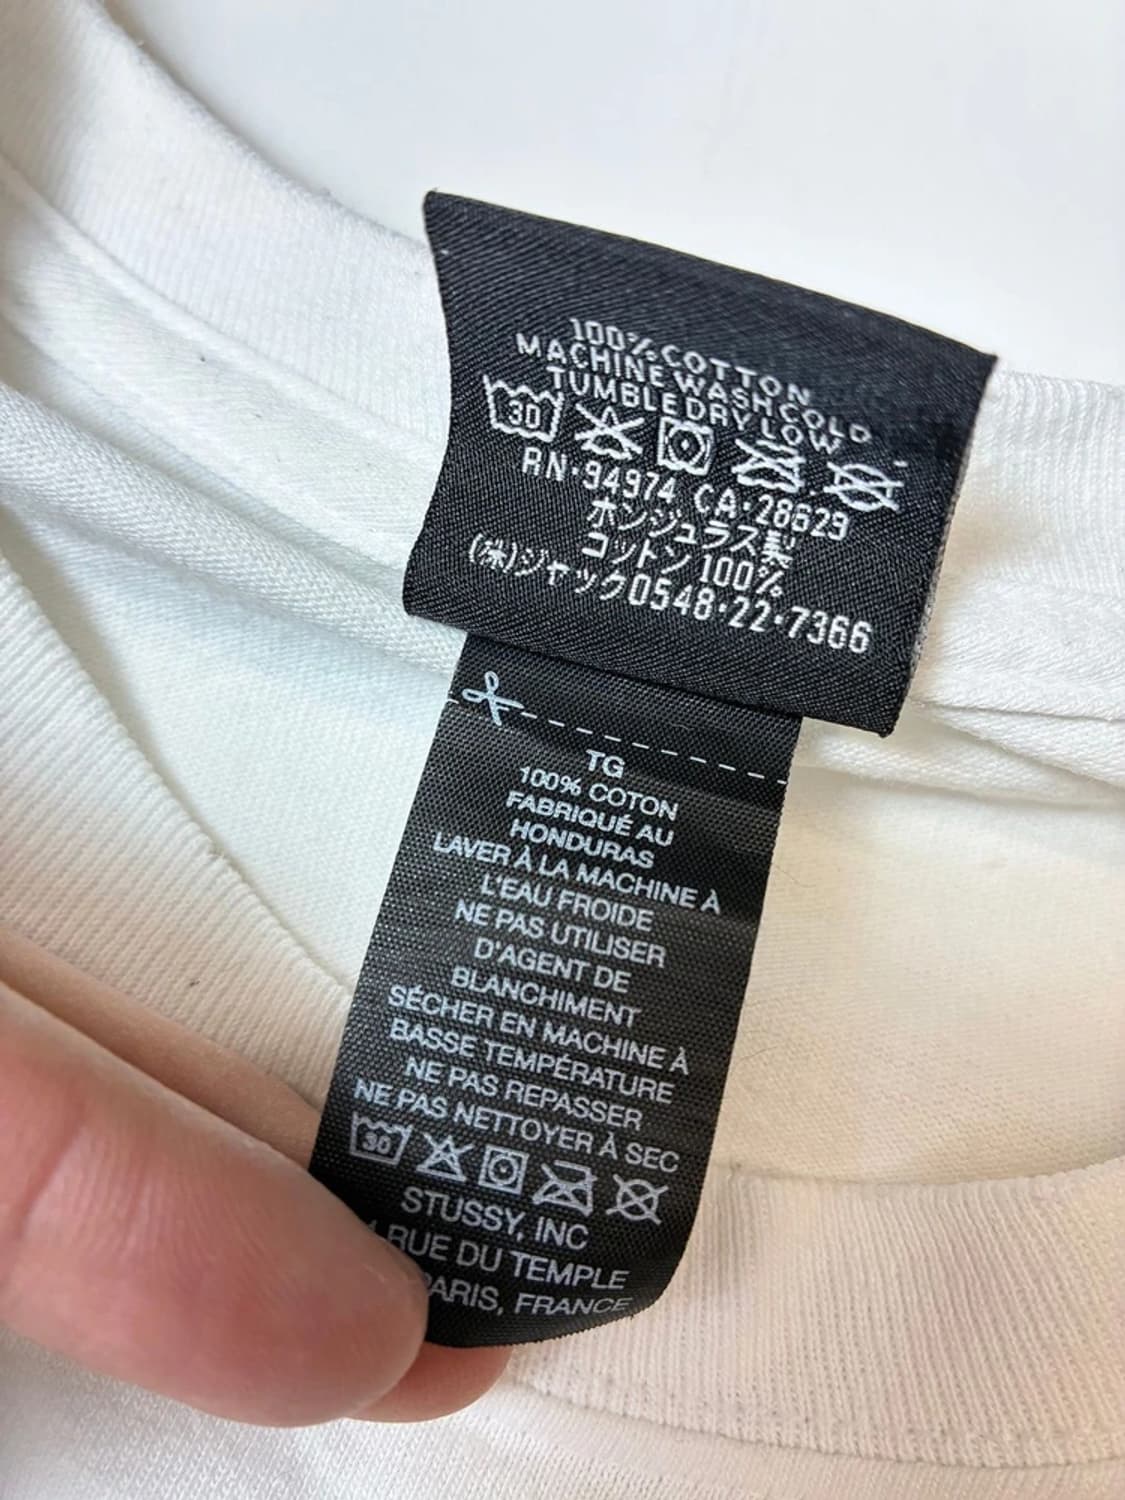 100% COTTON
MACHINE WASH COLD
TUMBLE DRY LOW
30
RN·94974 CA·28629
ホンジュラス製
コットン 100%
(株)ジャック0548·22·7366
TG
100% COTON
FABRIQUÉ AU
HONDURAS
LAVER À LA MACHINE À
L'EAU FROIDE
NE PAS UTILISER
D'AGENT DE
BLANCHIMENT
SÉCHER EN MACHINE À
BASSE TEMPÉRATURE
NE PAS REPASSER
NE PAS NETTOYER À SEC
30
STUSSY, INC
RUE DU TEMPLE
PARIS, FRANCE